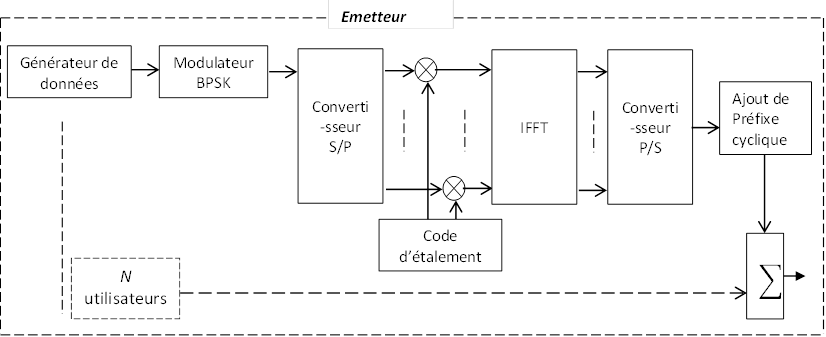 Emetteur
Générateur de
données
Modulateur
BPSK
Converti
-sseur
S/P
IFFT
Converti
-sseur
P/S
Ajout de
Préfixe
cyclique
Code
d'étalement
N
utilisateurs
∑